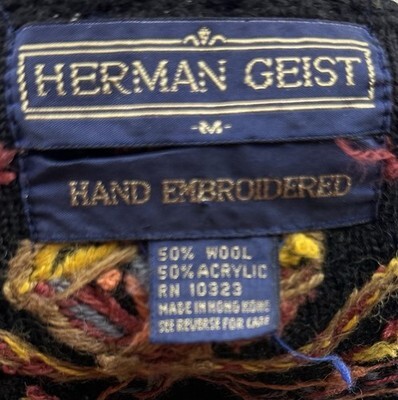 HERMAN GEIST
-M-
HAND EMBROIDERED
50% WOOL
50% ACRYLIC
RN 10323
MADE IN HONG KONG
SEE REVERSE FOR CARE